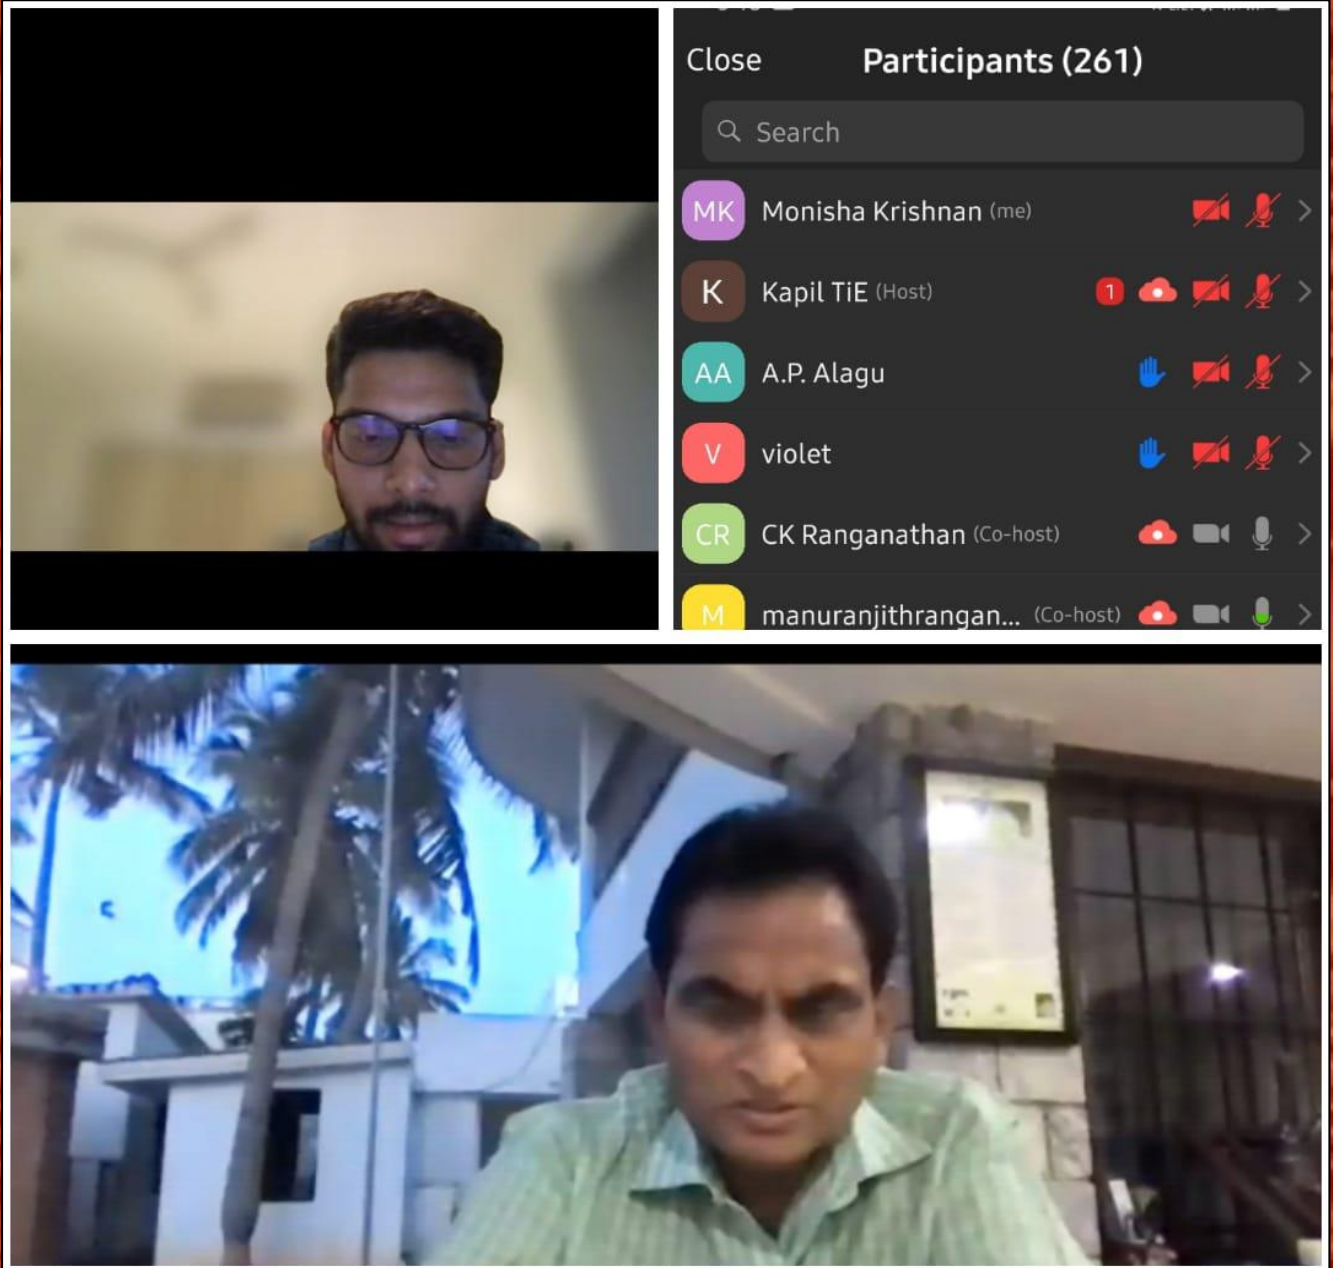 Close Participants (261)
Search
MK Monisha Krishnan (me)
K Kapil TiE (Host) 1
AA A.P. Alagu
V violet
CR CK Ranganathan (Co-host)
M manuranjithrangan... (Co-host)